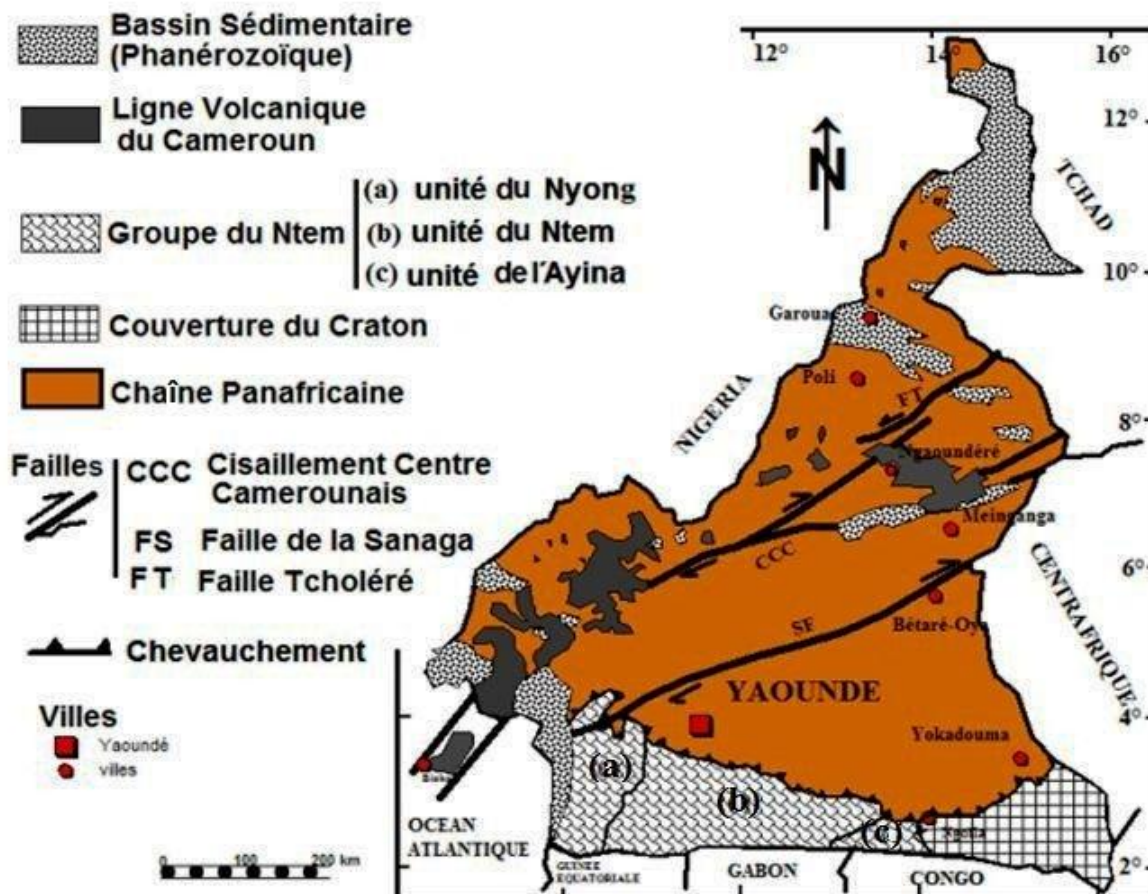 Bassin Sédimentaire
(Phanérozoïque)
Ligne Volcanique
du Cameroun
Groupe du Ntem
(a) unité du Nyong
(b) unité du Ntem
(c) unité de l'Ayina
Couverture du Craton
Chaîne Panafricaine
Failles
CCC Cisaillement Centre
Camerounais
FS Faille de la Sanaga
FT Faille Tcholéré
Chevauchement
Villes
Yaoundé
villes
0 100 200 km
12° 14° 16°
N
12°
TCHAD
10°
Garoua
Poli
FT
NIGERIA
8°
Ngaoundéré
Meinganga
CCC
6°
CENTRAFRIQUE
Bétaré-Oya
SF
YAOUNDE
4°
Yokadouma
(a)
(b)
(c)
OCEAN
ATLANTIQUE
GUINEE
EQUATORIALE
GABON
CONGO
2°